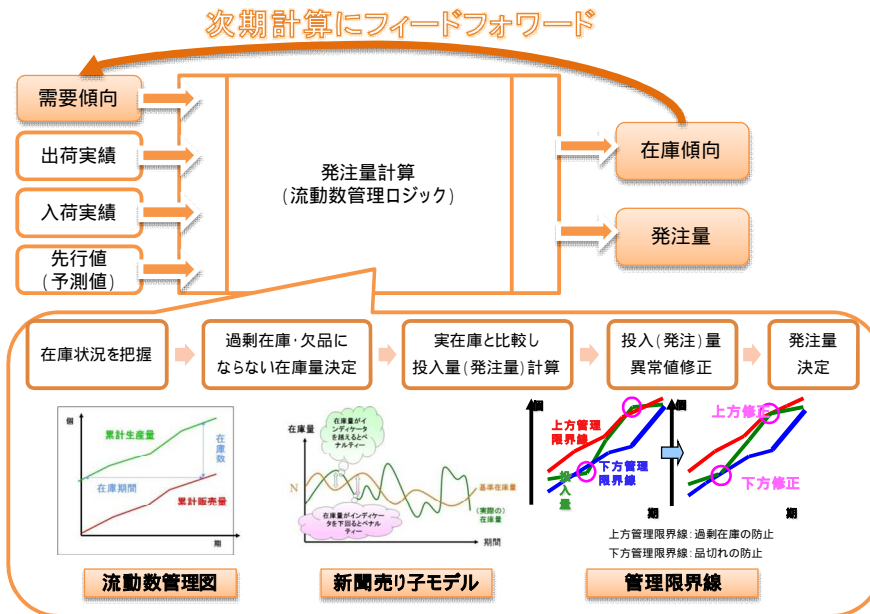 次期計算にフィードフォワード
需要傾向
出荷実績
入荷実績
先行値
(予測値)
発注量計算
(流動数管理ロジック)
在庫傾向
発注量
在庫状況を把握
過剰在庫・欠品に
ならない在庫量決定
実在庫と比較し
投入量(発注量)計算
投入(発注)量
異常値修正
発注量
決定
個
累計生産量
在庫数
在庫期間
累計販売量
期
流動数管理図
在庫量
在庫量がイ
ンディケータ
を越えるとペ
ナルティー
N
基準在庫量
(実際の)
在庫量
在庫量がインディケー
タを下回るとペナル
ティー
期間
新聞売り子モデル
個
上方管理
限界線
下方管理
限界線
投入量
期
個
上方修正
下方修正
期
上方管理限界線:過剰在庫の防止
下方管理限界線:品切れの防止
管理限界線